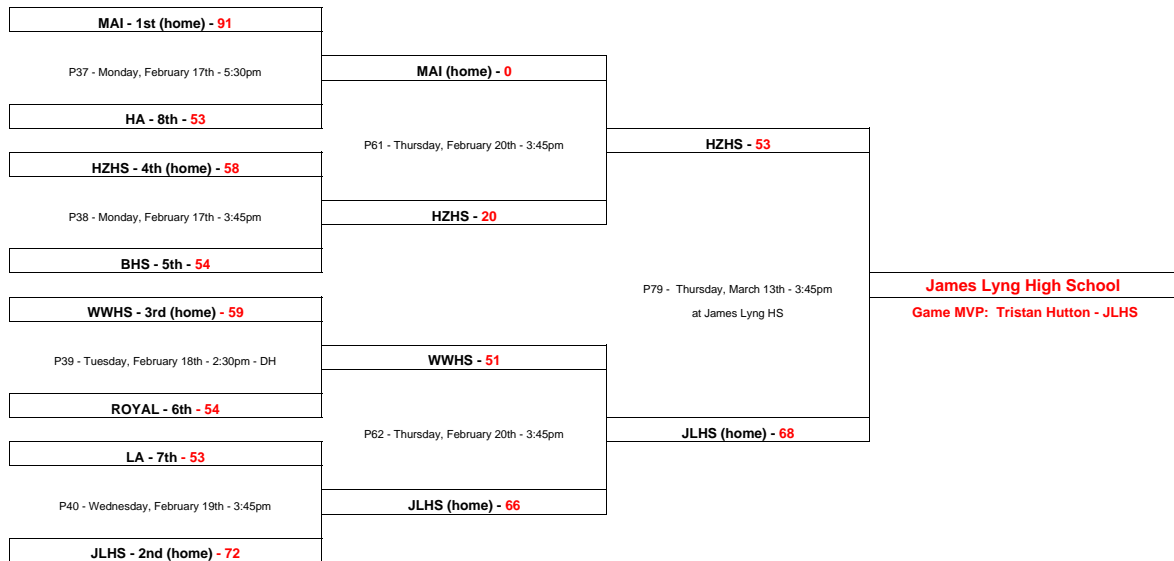 MAI - 1st (home) - 91
P37 - Monday, February 17th - 5:30pm
HA - 8th - 53
HZHS - 4th (home) - 58
P38 - Monday, February 17th - 3:45pm
BHS - 5th - 54
WWHS - 3rd (home) - 59
P39 - Tuesday, February 18th - 2:30pm - DH
ROYAL - 6th - 54
LA - 7th - 53
P40 - Wednesday, February 19th - 3:45pm
JLHS - 2nd (home) - 72
MAI (home) - 0
P61 - Thursday, February 20th - 3:45pm
HZHS - 20
WWHS - 51
P62 - Thursday, February 20th - 3:45pm
JLHS (home) - 66
HZHS - 53
P79 - Thursday, March 13th - 3:45pm
at James Lyng HS
JLHS (home) - 68
James Lyng High School
Game MVP: Tristan Hutton - JLHS